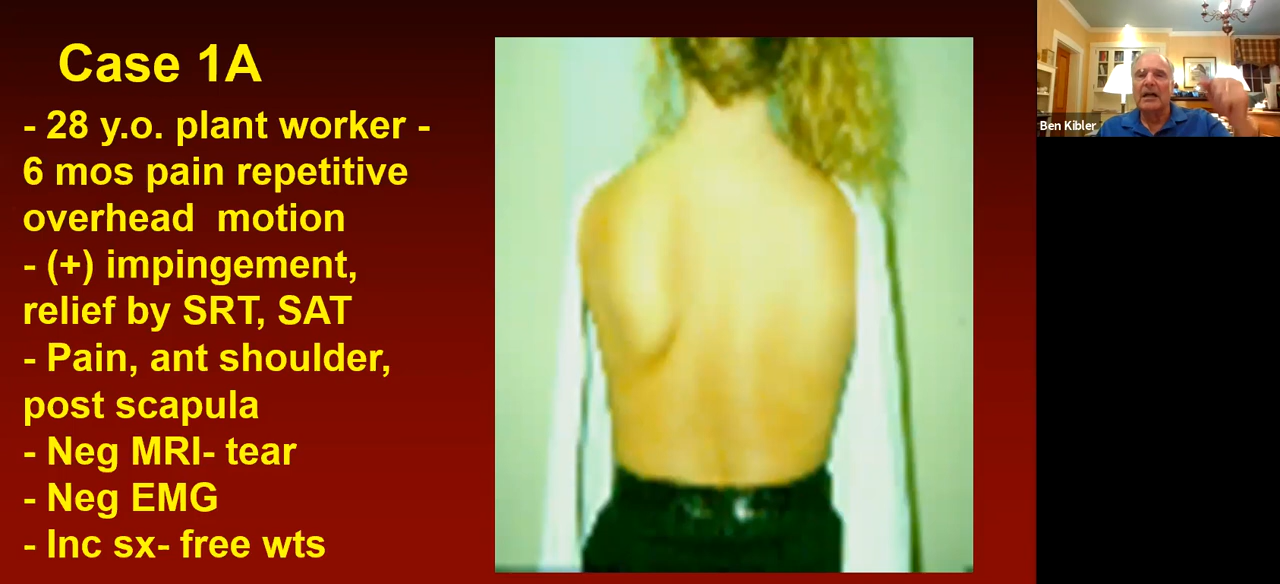 Case 1A
- 28 y.o. plant worker -
6 mos pain repetitive
overhead motion
- (+) impingement,
relief by SRT, SAT
- Pain, ant shoulder,
post scapula
- Neg MRI- tear
- Neg EMG
- Inc sx- free wts
Ben Kibler